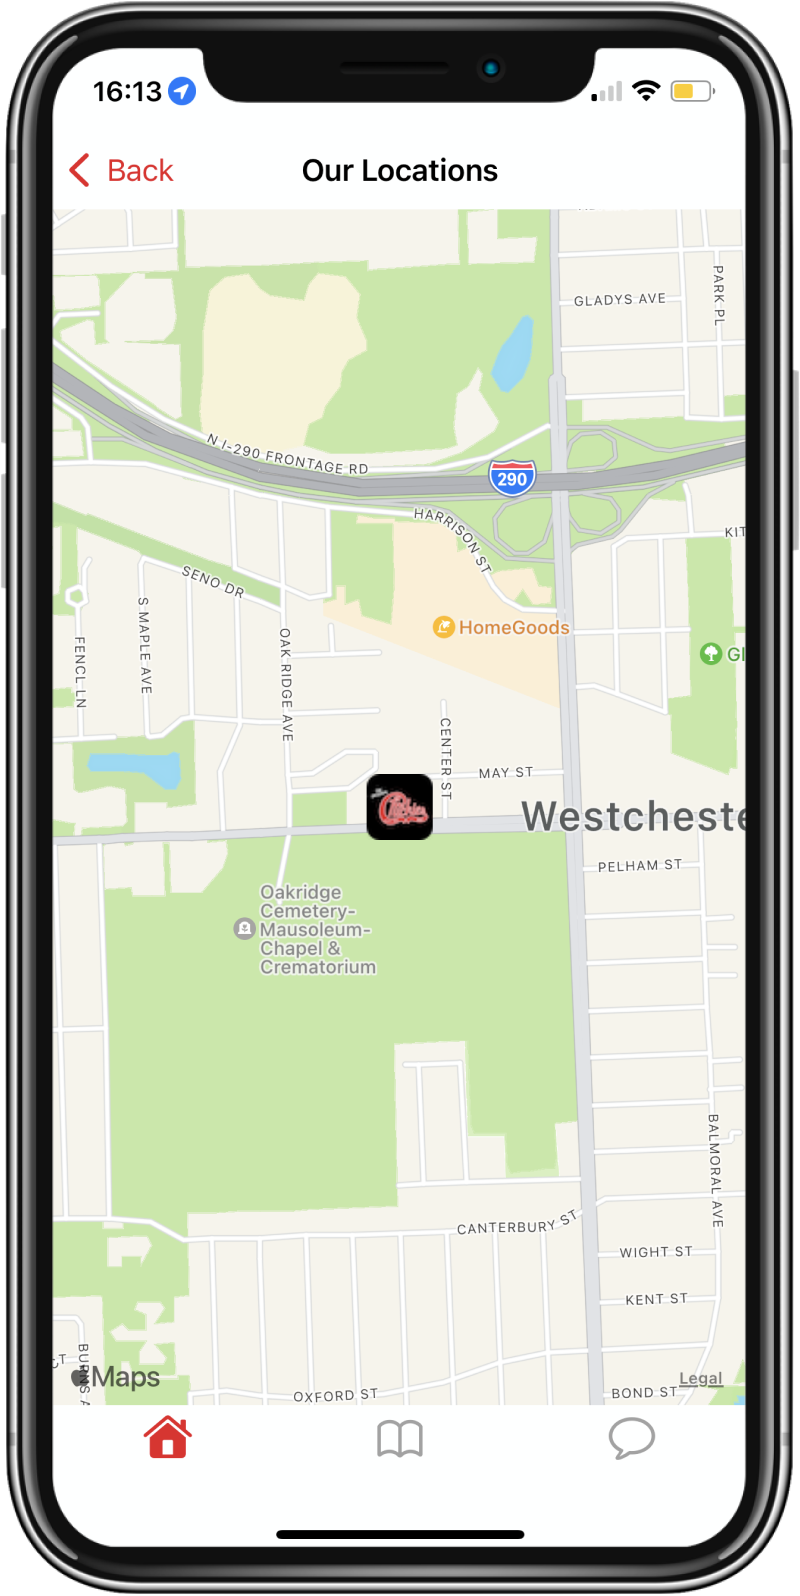 16:13
Back
Our Locations
GLADYS AVE
PARK PL
N I-290 FRONTAGE RD
290
HARRISON ST
KIT
SENO DR
HomeGoods
S MAPLE AVE
FENCL LN
OAK RIDGE AVE
Gl
CENTER ST
MAY ST
Westcheste
PELHAM ST
Oakridge
Cemetery-
Mausoleum-
Chapel &
Crematorium
BALMORAL AVE
CANTERBURY ST
WIGHT ST
KENT ST
CT
BURNS A
Maps
Legal
OXFORD ST
BOND ST